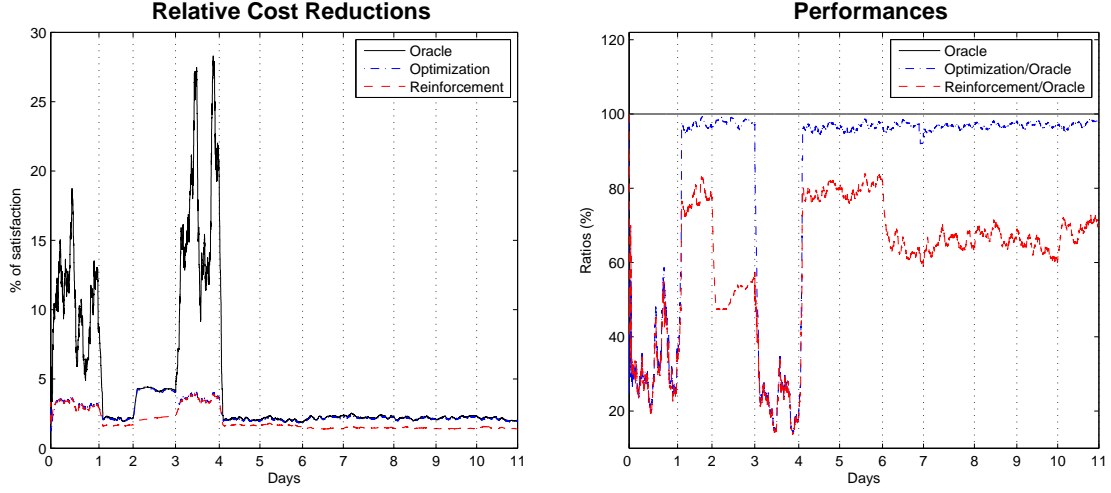 Relative Cost Reductions
30
25
20
15
10
5
0
% of satisfaction
Oracle
Optimization
Reinforcement
0 1 2 3 4 5 6 7 8 9 10 11
Days
Performances
120
100
80
60
40
20
Ratios (%)
Oracle
Optimization/Oracle
Reinforcement/Oracle
0 1 2 3 4 5 6 7 8 9 10 11
Days